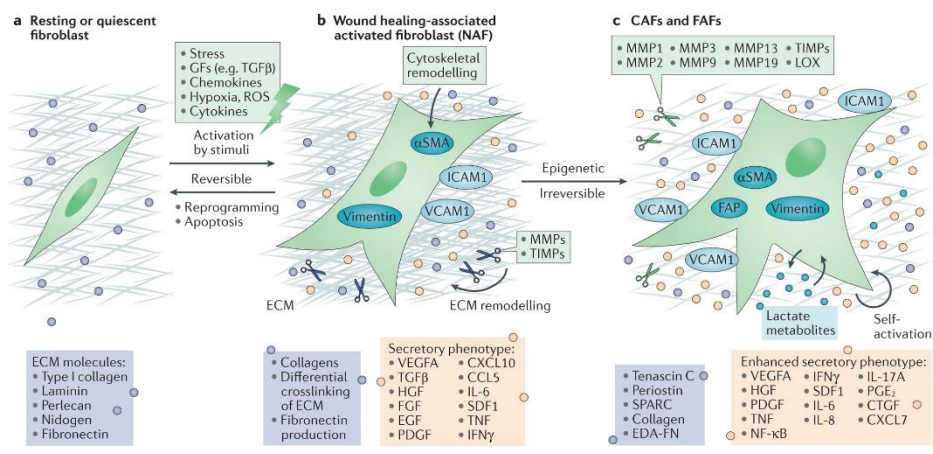 a Resting or quiescent
fibroblast
• Stress
• GFs (e.g. TGFβ)
• Chemokines
• Hypoxia, ROS
• Cytokines
Activation
by stimuli
Reversible
• Reprogramming
• Apoptosis
ECM molecules:
• Type I collagen
• Laminin
• Perlecan
• Nidogen
• Fibronectin
b Wound healing-associated
activated fibroblast (NAF)
Cytoskeletal
remodelling
αSMA
ICAM1
VCAM1
Vimentin
• MMPs
• TIMPs
ECM
ECM remodelling
• Collagens
• Differential
crosslinking
of ECM
• Fibronectin
production
Secretory phenotype:
• VEGFA • CXCL10
• TGFβ • CCL5
• HGF • IL-6
• FGF • SDF1
• EGF • TNF
• PDGF • IFNγ
Epigenetic
Irreversible
c CAFs and FAFs
• MMP1 • MMP3 • MMP13 • TIMPs
• MMP2 • MMP9 • MMP19 • LOX
ICAM1
ICAM1
αSMA
VCAM1
FAP
Vimentin
VCAM1
Lactate
metabolites
Self-
activation
• Tenascin C
• Periostin
• SPARC
• Collagen
• EDA-FN
Enhanced secretory phenotype:
• VEGFA • IFNγ • IL-17A
• HGF • SDF1 • PGE₂
• PDGF • IL-6 • CTGF
• TNF • IL-8 • CXCL7
• NF-κB